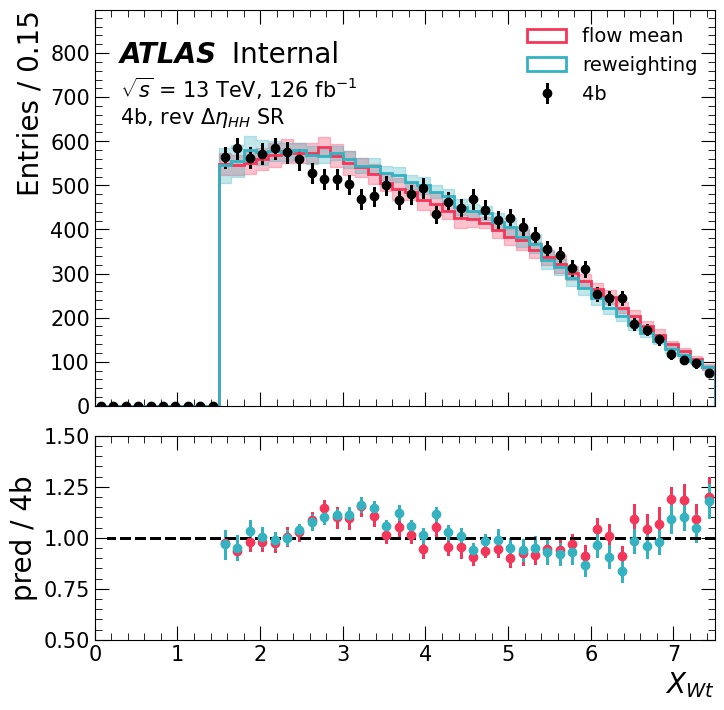 ATLAS Internal
√s = 13 TeV, 126 fb⁻¹
4b, rev Δη_HH SR
flow mean
reweighting
4b
Entries / 0.15
800
700
600
500
400
300
200
100
0
pred / 4b
1.50
1.25
1.00
0.75
0.50
0 1 2 3 4 5 6 7
X_Wt